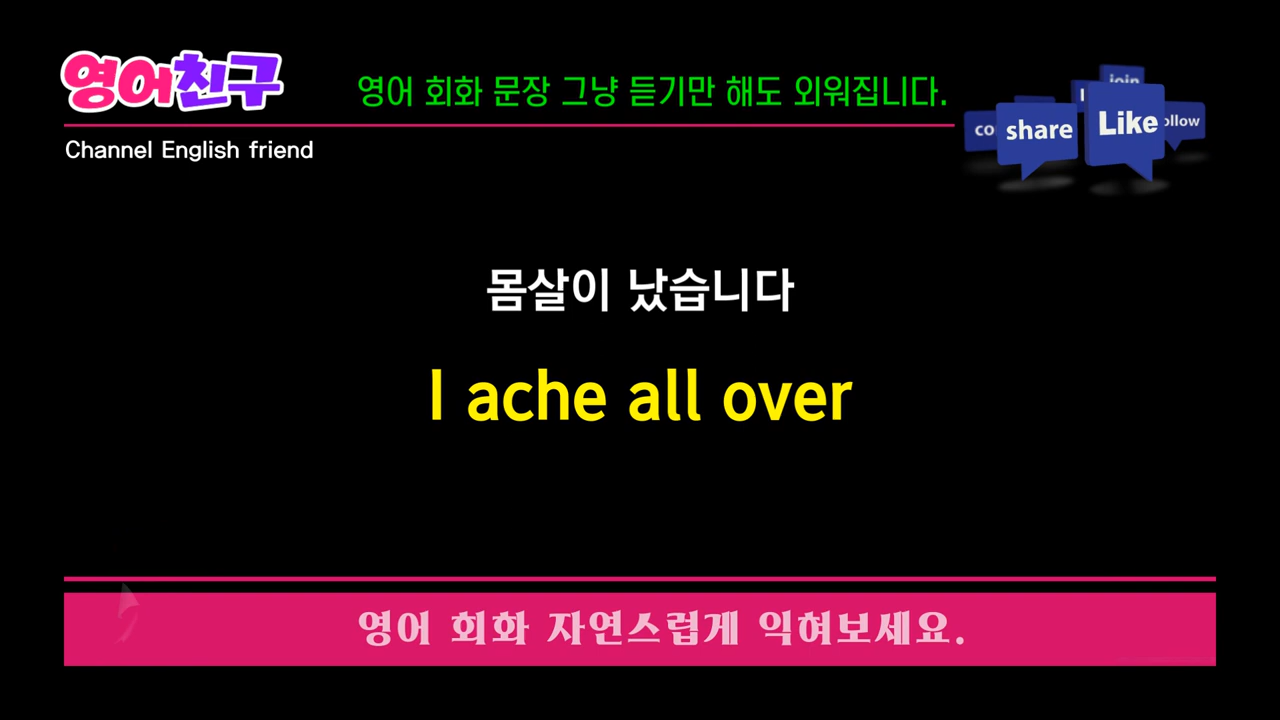 영어친구
영어 회화 문장 그냥 듣기만 해도 외워집니다.
Channel English friend
join
share
Like
몸살이 났습니다
I ache all over
영어 회화 자연스럽게 익혀보세요.